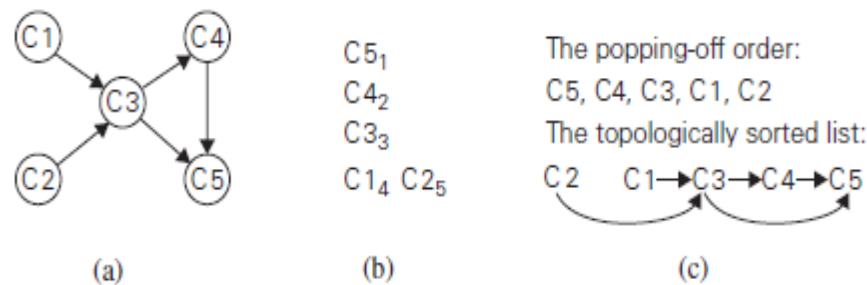 C1
C4
C3
C2
C5
(a)
C5₁
C4₂
C3₃
C1₄ C2₅
(b)
The popping-off order:
C5, C4, C3, C1, C2
The topologically sorted list:
C2 C1→C3→C4→C5
(c)